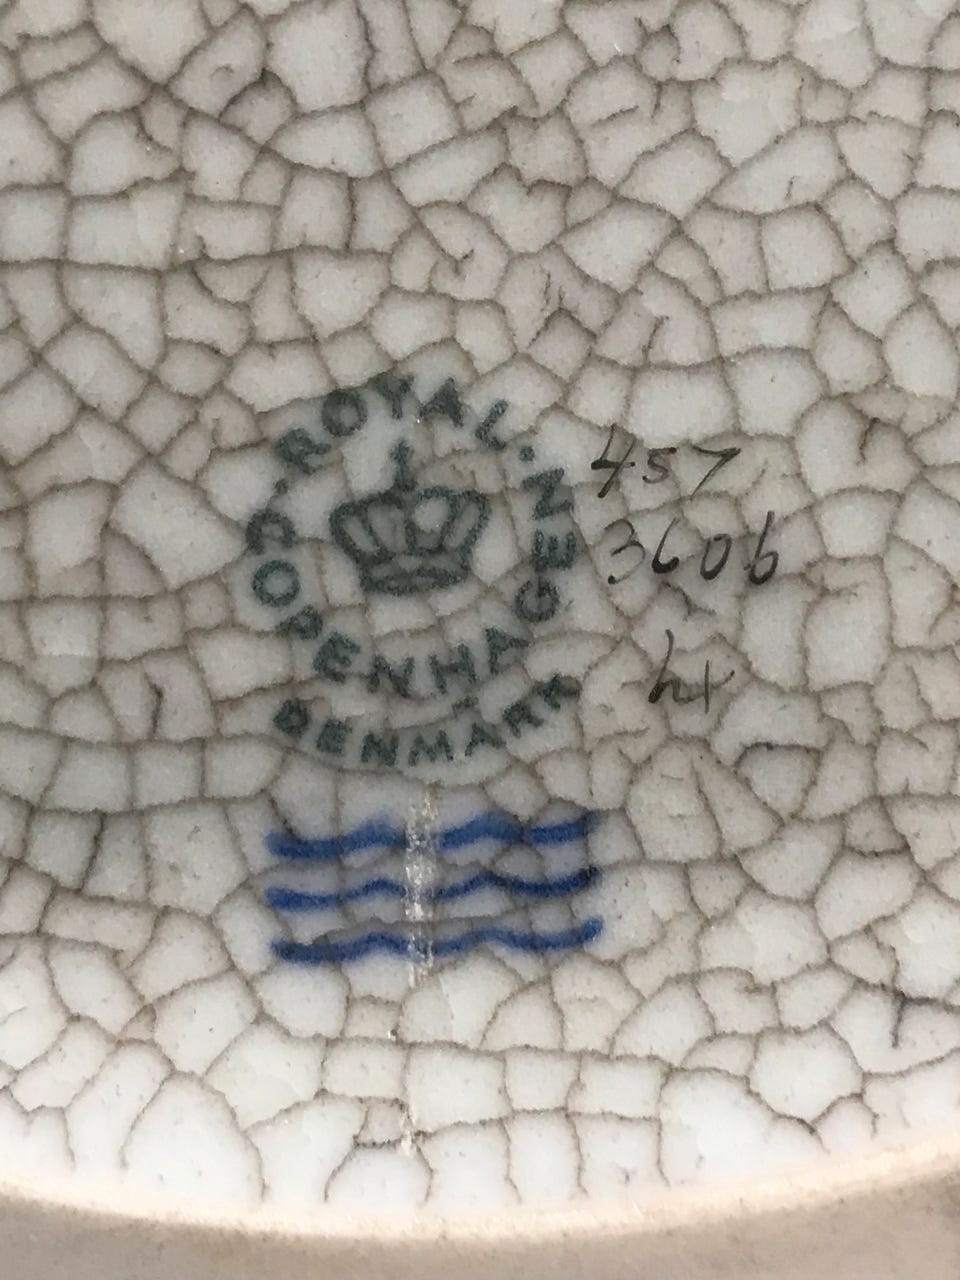 ROYAL
COPENHAGEN
DENMARK
457
3606